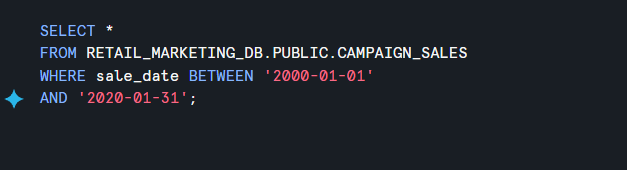 SELECT *
FROM RETAIL_MARKETING_DB.PUBLIC.CAMPAIGN_SALES
WHERE sale_date BETWEEN '2000-01-01'
AND '2020-01-31';